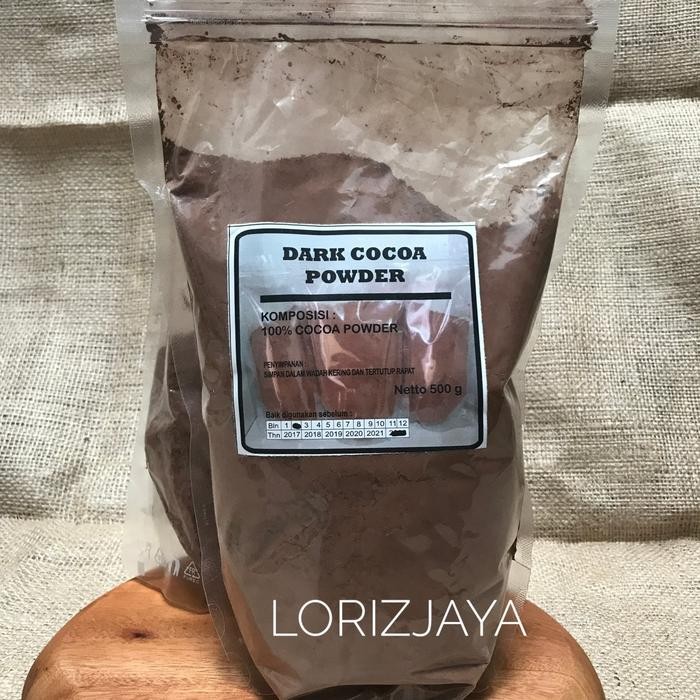 DARK COCOA
POWDER
KOMPOSISI :
100% COCOA POWDER
PENYIMPANAN :
SIMPAN DALAM WADAH KERING DAN TERTUTUP RAPAT
Netto 500 g
Baik digunakan sebelum :
Bln 1 3 4 5 6 7 8 9 10 11 12
Thn 2017 2018 2019 2020 2021
LORIZJAYA